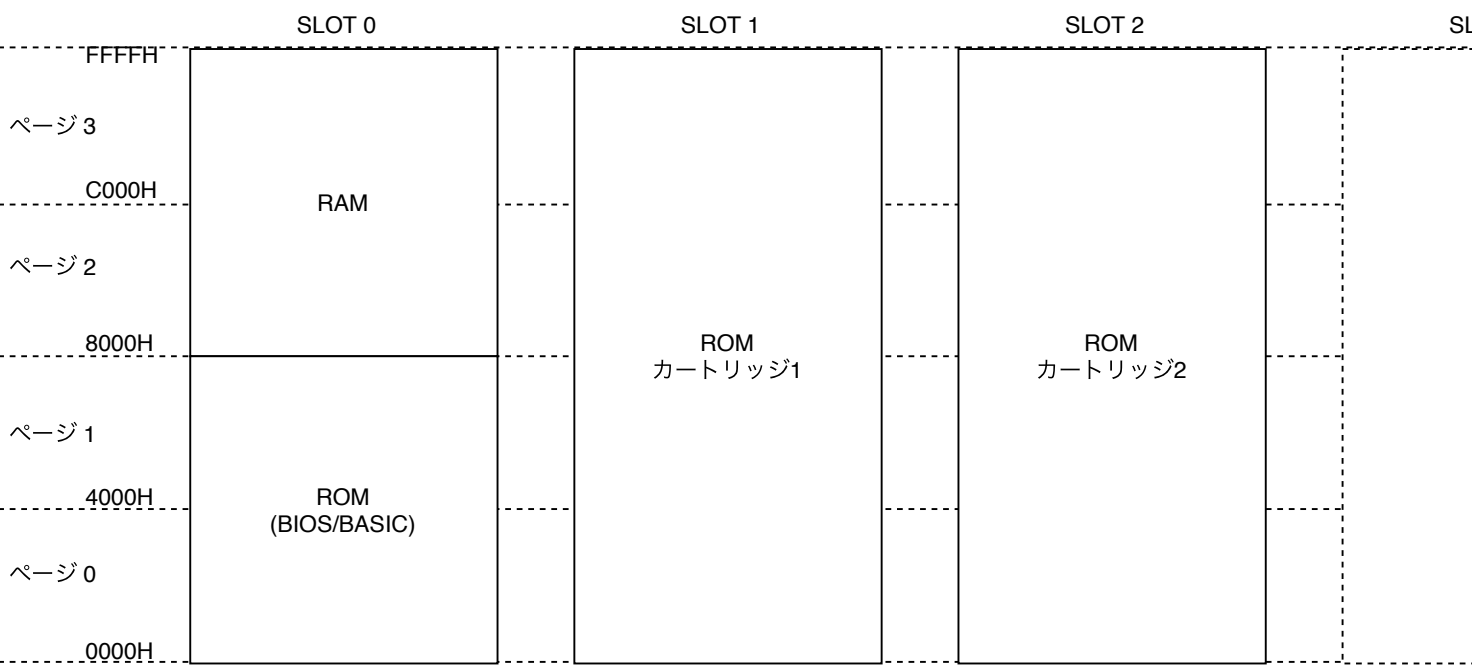 SLOT 0
SLOT 1
SLOT 2
SL
FFFFH
ページ 3
C000H
RAM
ページ 2
8000H
ROM
カートリッジ1
ROM
カートリッジ2
ページ 1
4000H
ROM
(BIOS/BASIC)
ページ 0
0000H